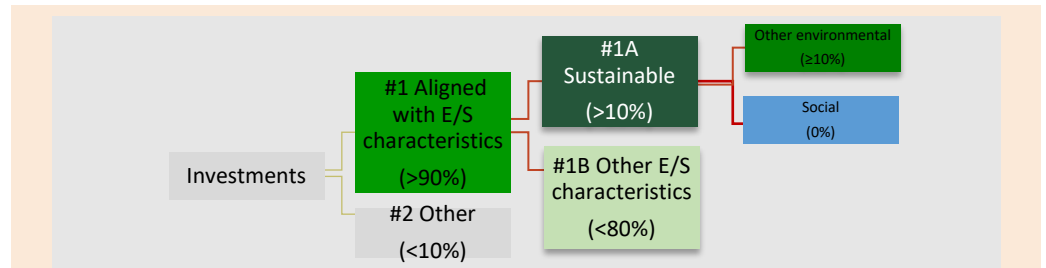 Investments
#1 Aligned
with E/S
characteristics
(>90%)
#2 Other
(<10%)
#1A
Sustainable
(>10%)
#1B Other E/S
characteristics
(<80%)
Other environmental
(≥10%)
Social
(0%)